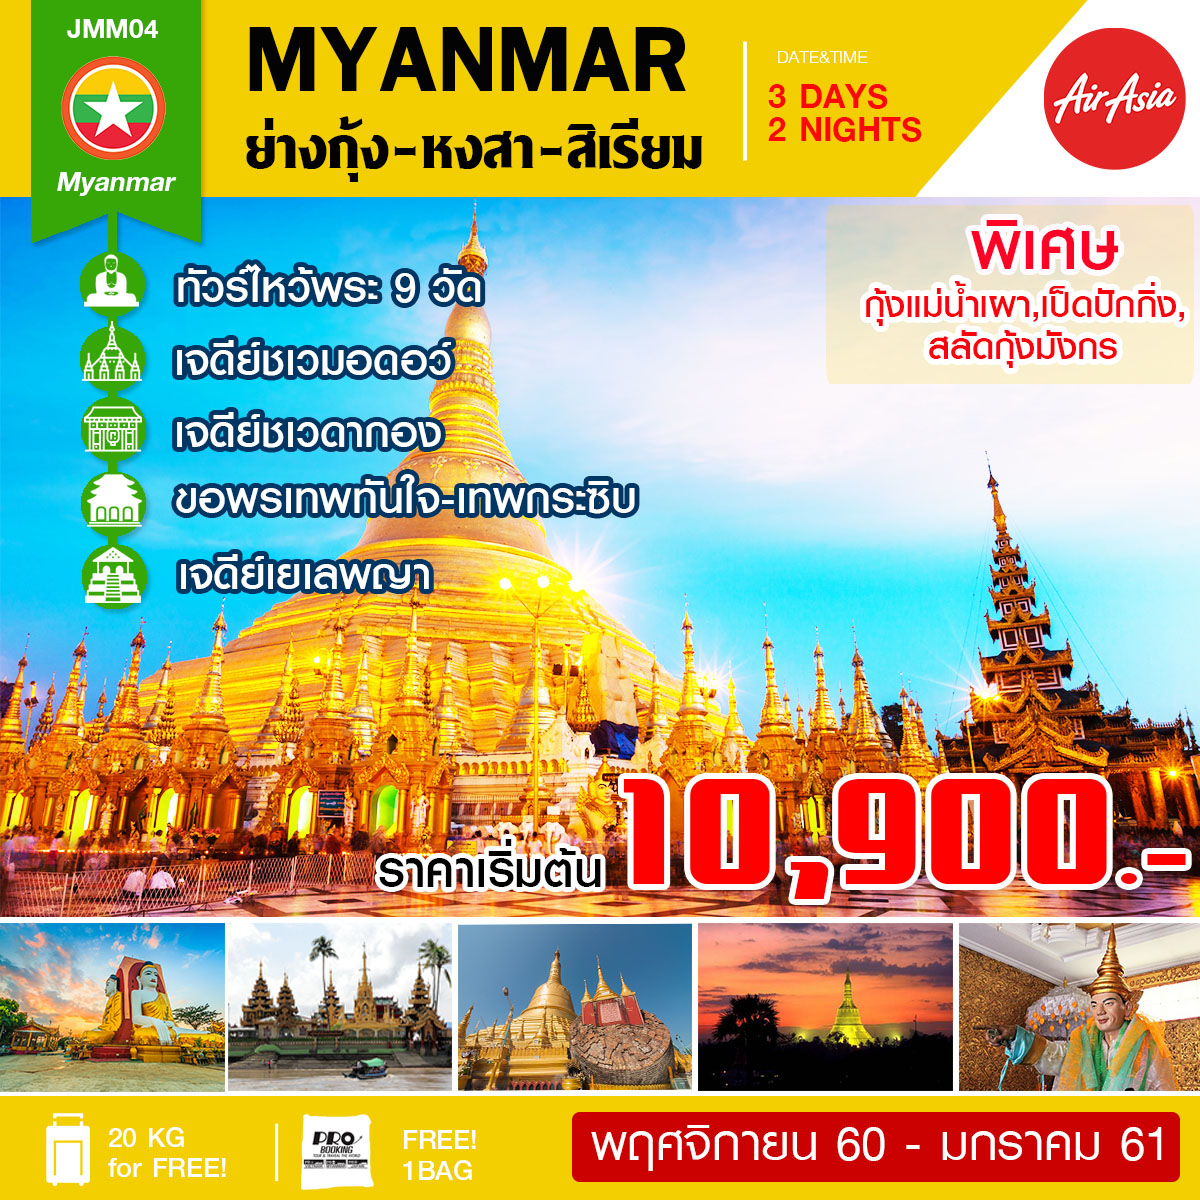 JMM04
Myanmar
MYANMAR
ย่างกุ้ง-หงสา-สิเรียม
DATE&TIME
3 DAYS
2 NIGHTS
AirAsia
ทัวร์ไหว้พระ 9 วัด
เจดีย์ชเวมอดอว์
เจดีย์ชเวดากอง
ขอพรเทพทันใจ-เทพกระซิบ
เจดีย์เยเลพญา
พิเศษ
กุ้งแม่น้ำเผา,เป็ดปักกิ่ง,
สลัดกุ้งมังกร
ราคาเริ่มต้น 10,900.-
20 KG
for FREE!
PRO
BOOKING
TOUR & TRAVEL THE WORLD
FREE!
1BAG
พฤศจิกายน 60 - มกราคม 61